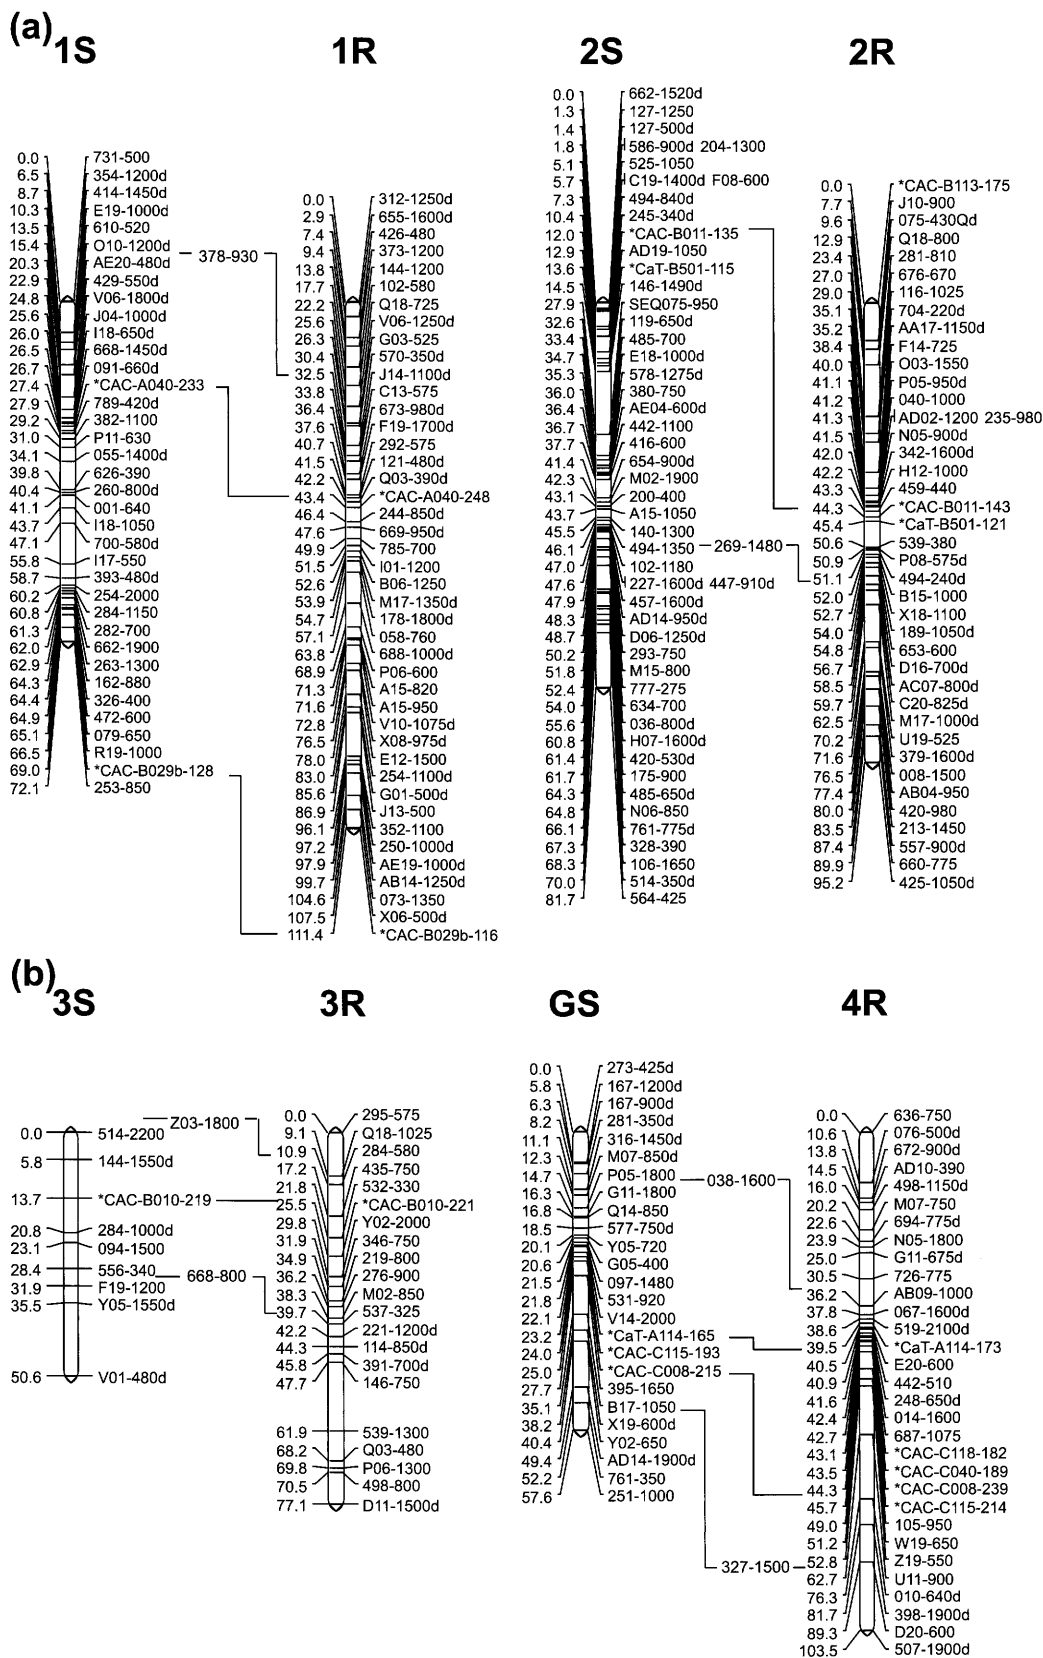 (a)
1S
0.0 731-500
6.5 354-1200d
8.7 414-1450d
10.3 E19-1000d
13.5 610-520
15.4 O10-1200d
20.3 AE20-480d
22.9 429-550d
24.8 V06-1800d
25.6 J04-1000d
26.0 I18-650d
26.5 668-1450d
26.7 091-660d
27.4 *CAC-A040-233
27.9 789-420d
29.2 382-1100
31.0 P11-630
34.1 055-1400d
39.8 626-390
40.4 260-800d
41.1 001-640
43.7 I18-1050
47.1 700-580d
55.8 I17-550
58.7 393-480d
60.2 254-2000
60.8 284-1150
61.3 282-700
62.0 662-1900
62.9 263-1300
64.3 162-880
64.4 326-400
64.9 472-600
65.1 079-650
66.5 R19-1000
69.0 *CAC-B029b-128
72.1 253-850
378-930
1R
0.0 312-1250d
2.9 655-1600d
7.4 426-480
9.4 373-1200
13.8 144-1200
17.7 102-580
22.2 Q18-725
25.6 V06-1250d
26.3 G03-525
30.4 570-350d
32.5 J14-1100d
33.8 C13-575
36.4 673-980d
37.6 F19-1700d
40.7 292-575
41.5 121-480d
42.2 Q03-390d
43.4 *CAC-A040-248
46.4 244-850d
47.6 669-950d
49.9 785-700
51.5 I01-1200
52.6 B06-1250
53.9 M17-1350d
54.7 178-1800d
57.1 058-760
63.8 688-1000d
68.9 P06-600
71.3 A15-820
71.6 A15-950
72.8 V10-1075d
76.5 X08-975d
78.0 E12-1500
83.0 254-1100d
85.6 G01-500d
86.9 J13-500
96.1 352-1100
97.2 250-1000d
97.9 AE19-1000d
99.7 AB14-1250d
104.6 073-1350
107.5 X06-500d
111.4 *CAC-B029b-116
2S
0.0 662-1520d
1.3 127-1250
1.4 127-500d
1.8 586-900d 204-1300
5.1 525-1050
5.7 C19-1400d F08-600
7.3 494-840d
10.4 245-340d
12.0 *CAC-B011-135
12.9 AD19-1050
13.6 *CaT-B501-115
14.5 146-1490d
27.9 SEQ075-950
32.6 119-650d
33.4 485-700
34.7 E18-1000d
35.3 578-1275d
36.0 380-750
36.4 AE04-600d
36.7 442-1100
37.7 416-600
41.4 654-900d
42.3 M02-1900
43.1 200-400
43.7 A15-1050
45.5 140-1300
46.1 494-1350
47.0 102-1180
47.6 227-1600d 447-910d
47.9 457-1600d
48.3 AD14-950d
48.7 D06-1250d
50.2 293-750
51.8 M15-800
52.4 777-275
54.0 634-700
55.6 036-800d
60.8 H07-1600d
61.4 420-530d
61.7 175-900
64.3 485-650d
64.8 N06-850
66.1 761-775d
67.3 328-390
68.3 106-1650
70.0 514-350d
81.7 564-425
269-1480
2R
0.0 *CAC-B113-175
7.7 J10-900
9.6 075-430Qd
12.9 Q18-800
23.4 281-810
27.0 676-670
29.0 116-1025
35.1 704-220d
35.2 AA17-1150d
38.4 F14-725
40.0 O03-1550
41.1 P05-950d
41.2 040-1000
41.3 AD02-1200 235-980
41.5 N05-900d
42.0 342-1600d
42.2 H12-1000
43.3 459-440
44.3 *CAC-B011-143
45.4 *CaT-B501-121
50.6 539-380
50.9 P08-575d
51.1 494-240d
52.0 B15-1000
52.7 X18-1100
54.0 189-1050d
54.8 653-600
56.7 D16-700d
58.5 AC07-800d
59.7 C20-825d
62.5 M17-1000d
70.2 U19-525
71.6 379-1600d
76.5 008-1500
77.4 AB04-950
80.0 420-980
83.5 213-1450
87.4 557-900d
89.9 660-775
95.2 425-1050d
(b)
3S
0.0 514-2200
5.8 144-1550d
13.7 *CAC-B010-219
20.8 284-1000d
23.1 094-1500
28.4 556-340
31.9 F19-1200
35.5 Y05-1550d
50.6 V01-480d
Z03-1800
668-800
3R
0.0 295-575
9.1 Q18-1025
10.9 284-580
17.2 435-750
21.8 532-330
25.5 *CAC-B010-221
29.8 Y02-2000
31.9 346-750
34.9 219-800
36.2 276-900
38.3 M02-850
39.7 537-325
42.2 221-1200d
44.3 114-850d
45.8 391-700d
47.7 146-750
61.9 539-1300
68.2 Q03-480
69.8 P06-1300
70.5 498-800
77.1 D11-1500d
GS
0.0 273-425d
5.8 167-1200d
6.3 167-900d
8.2 281-350d
11.1 316-1450d
12.3 M07-850d
14.7 P05-1800
16.3 G11-1800
16.8 Q14-850
18.5 577-750d
20.1 Y05-720
20.6 G05-400
21.5 097-1480
21.8 531-920
22.1 V14-2000
23.2 *CaT-A114-165
24.0 *CAC-C115-193
25.0 *CAC-C008-215
27.7 395-1650
35.1 B17-1050
38.2 X19-600d
40.4 Y02-650
49.4 AD14-1900d
52.2 761-350
57.6 251-1000
038-1600
327-1500
4R
0.0 636-750
10.6 076-500d
13.8 672-900d
14.5 AD10-390
16.0 498-1150d
20.2 M07-750
22.6 694-775d
23.9 N05-1800
25.0 G11-675d
30.5 726-775
36.2 AB09-1000
37.8 067-1600d
38.6 519-2100d
39.5 *CaT-A114-173
40.5 E20-600
40.9 442-510
41.6 248-650d
42.4 014-1600
42.7 687-1075
43.1 *CAC-C118-182
43.5 *CAC-C040-189
44.3 *CAC-C008-239
45.7 *CAC-C115-214
49.0 105-950
51.2 W19-650
52.8 Z19-550
62.7 U11-900
76.3 010-640d
81.7 398-1900d
89.3 D20-600
103.5 507-1900d